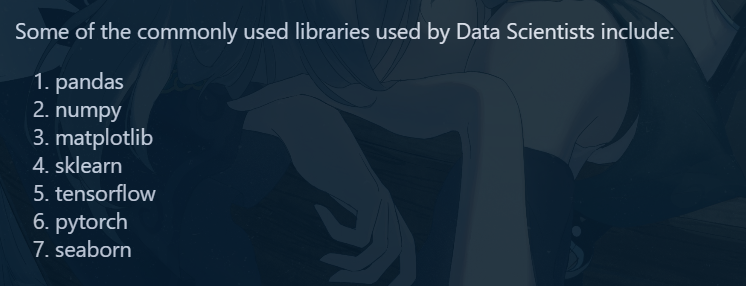 Some of the commonly used libraries used by Data Scientists include:
1. pandas
2. numpy
3. matplotlib
4. sklearn
5. tensorflow
6. pytorch
7. seaborn